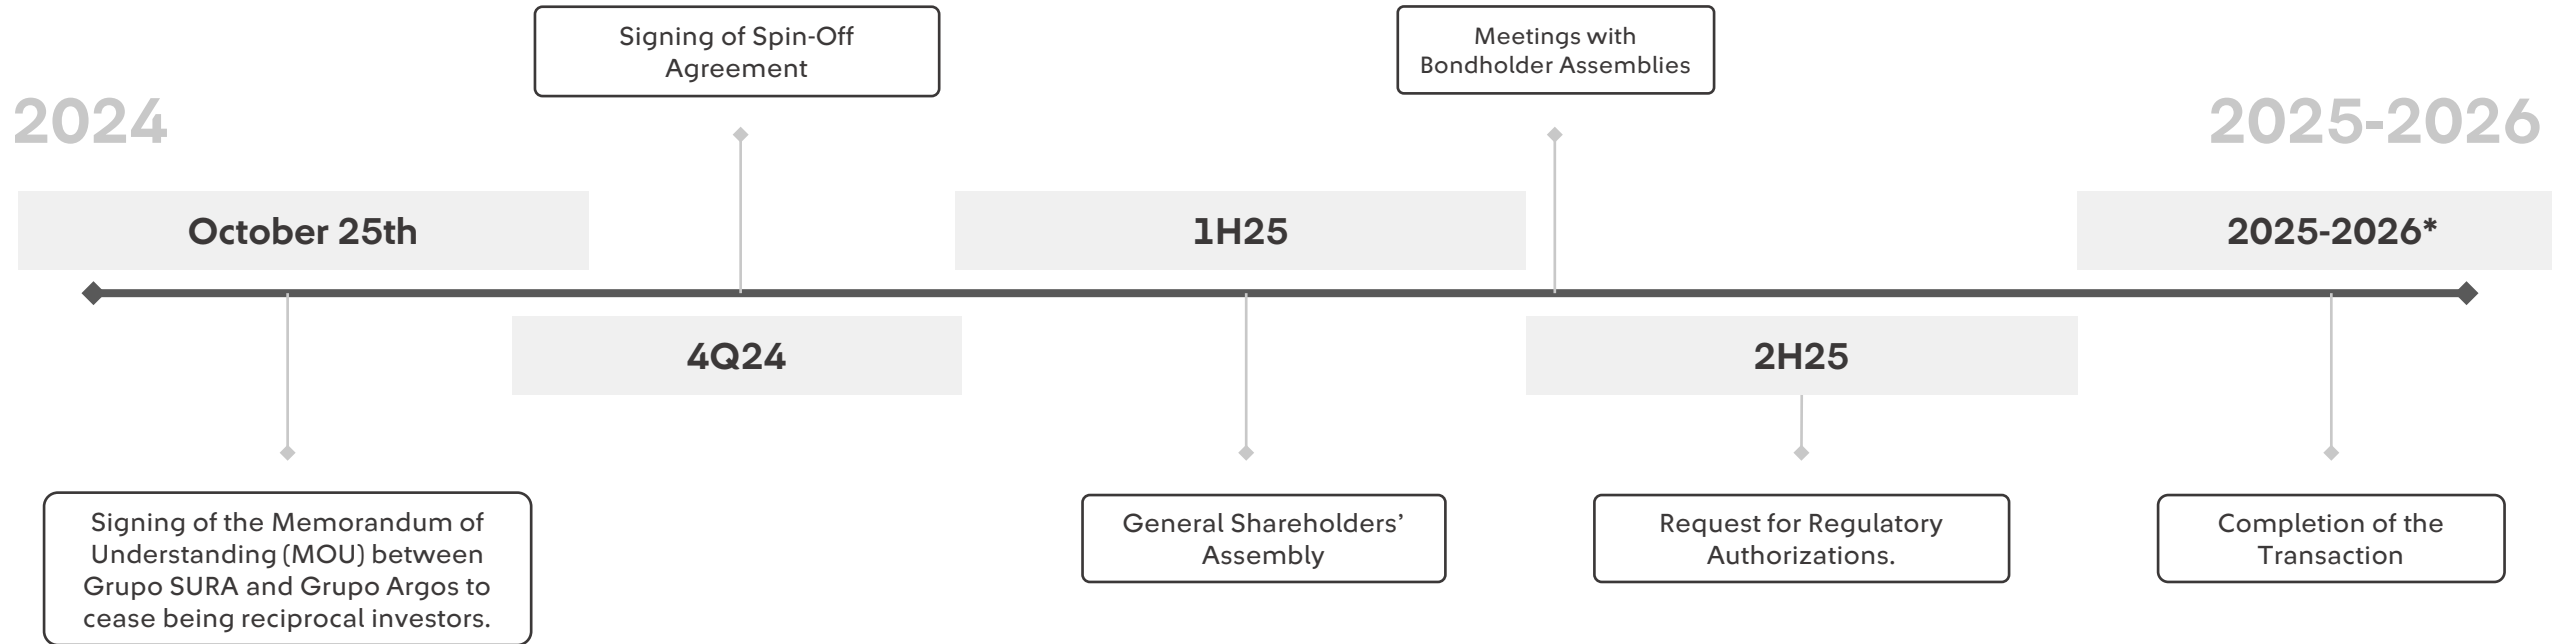 Signing of Spin-Off
Agreement
Meetings with
Bondholder Assemblies
2024
2025-2026
October 25th
1H25
2025-2026*
4Q24
2H25
Signing of the Memorandum of
Understanding (MOU) between
Grupo SURA and Grupo Argos to
cease being reciprocal investors.
General Shareholders’
Assembly
Request for Regulatory
Authorizations.
Completion of the
Transaction